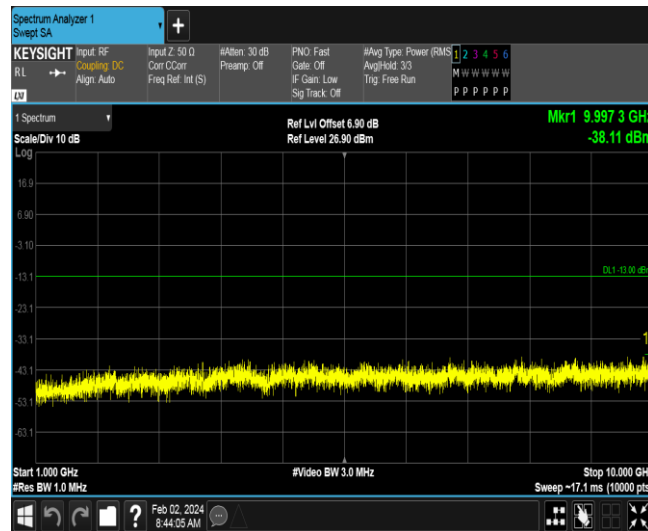 Spectrum Analyzer 1
Swept SA
+
KEYSIGHT
RL
LXI
Input: RF
Coupling: DC
Align: Auto
Input Z: 50 Ω
Corr CCorr
Freq Ref: Int (S)
#Atten: 30 dB
Preamp: Off
PNO: Fast
Gate: Off
IF Gain: Low
Sig Track: Off
#Avg Type: Power (RMS
Avg|Hold: 3/3
Trig: Free Run
1 2 3 4 5 6
M W W W W W
P P P P P P
1 Spectrum
Scale/Div 10 dB
Log
Ref Lvl Offset 6.90 dB
Ref Level 26.90 dBm
Mkr1 9.997 3 GHz
-38.11 dBm
16.9
6.90
-3.10
-13.1
DL1 -13.00 dBm
-23.1
-33.1
1
-43.1
-53.1
-63.1
Start 1.000 GHz
#Res BW 1.0 MHz
#Video BW 3.0 MHz
Stop 10.000 GHz
Sweep ~17.1 ms (10000 pts
?
Feb 02, 2024
8:44:05 AM